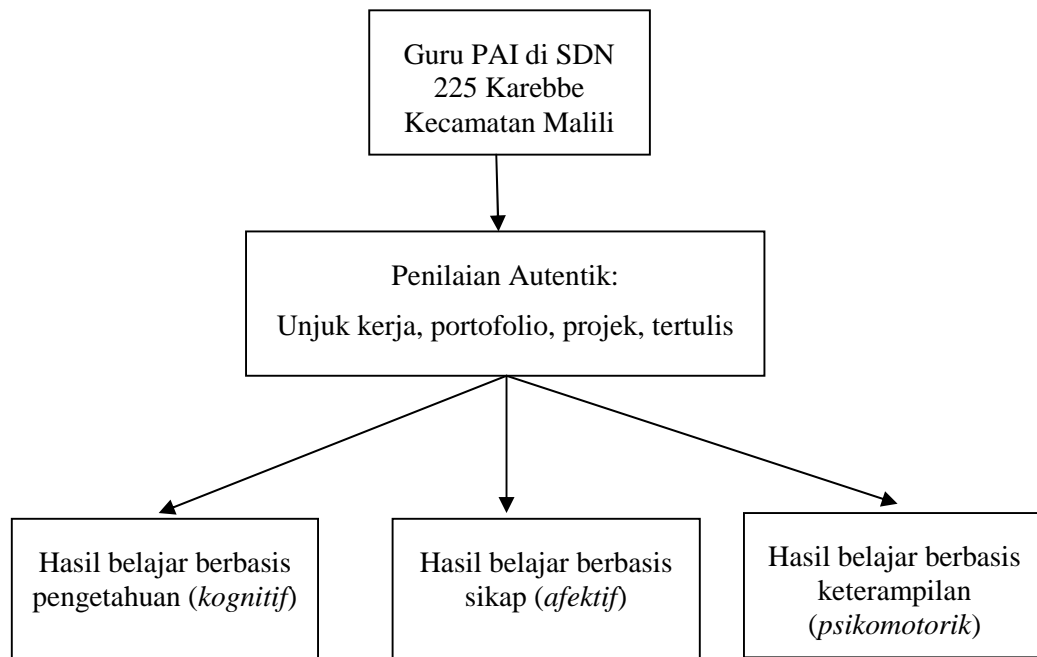 Guru PAI di SDN
225 Karebbe
Kecamatan Malili
Penilaian Autentik:
Unjuk kerja, portofolio, projek, tertulis
Hasil belajar berbasis
pengetahuan (kognitif)
Hasil belajar berbasis
sikap (afektif)
Hasil belajar berbasis
keterampilan
(psikomotorik)